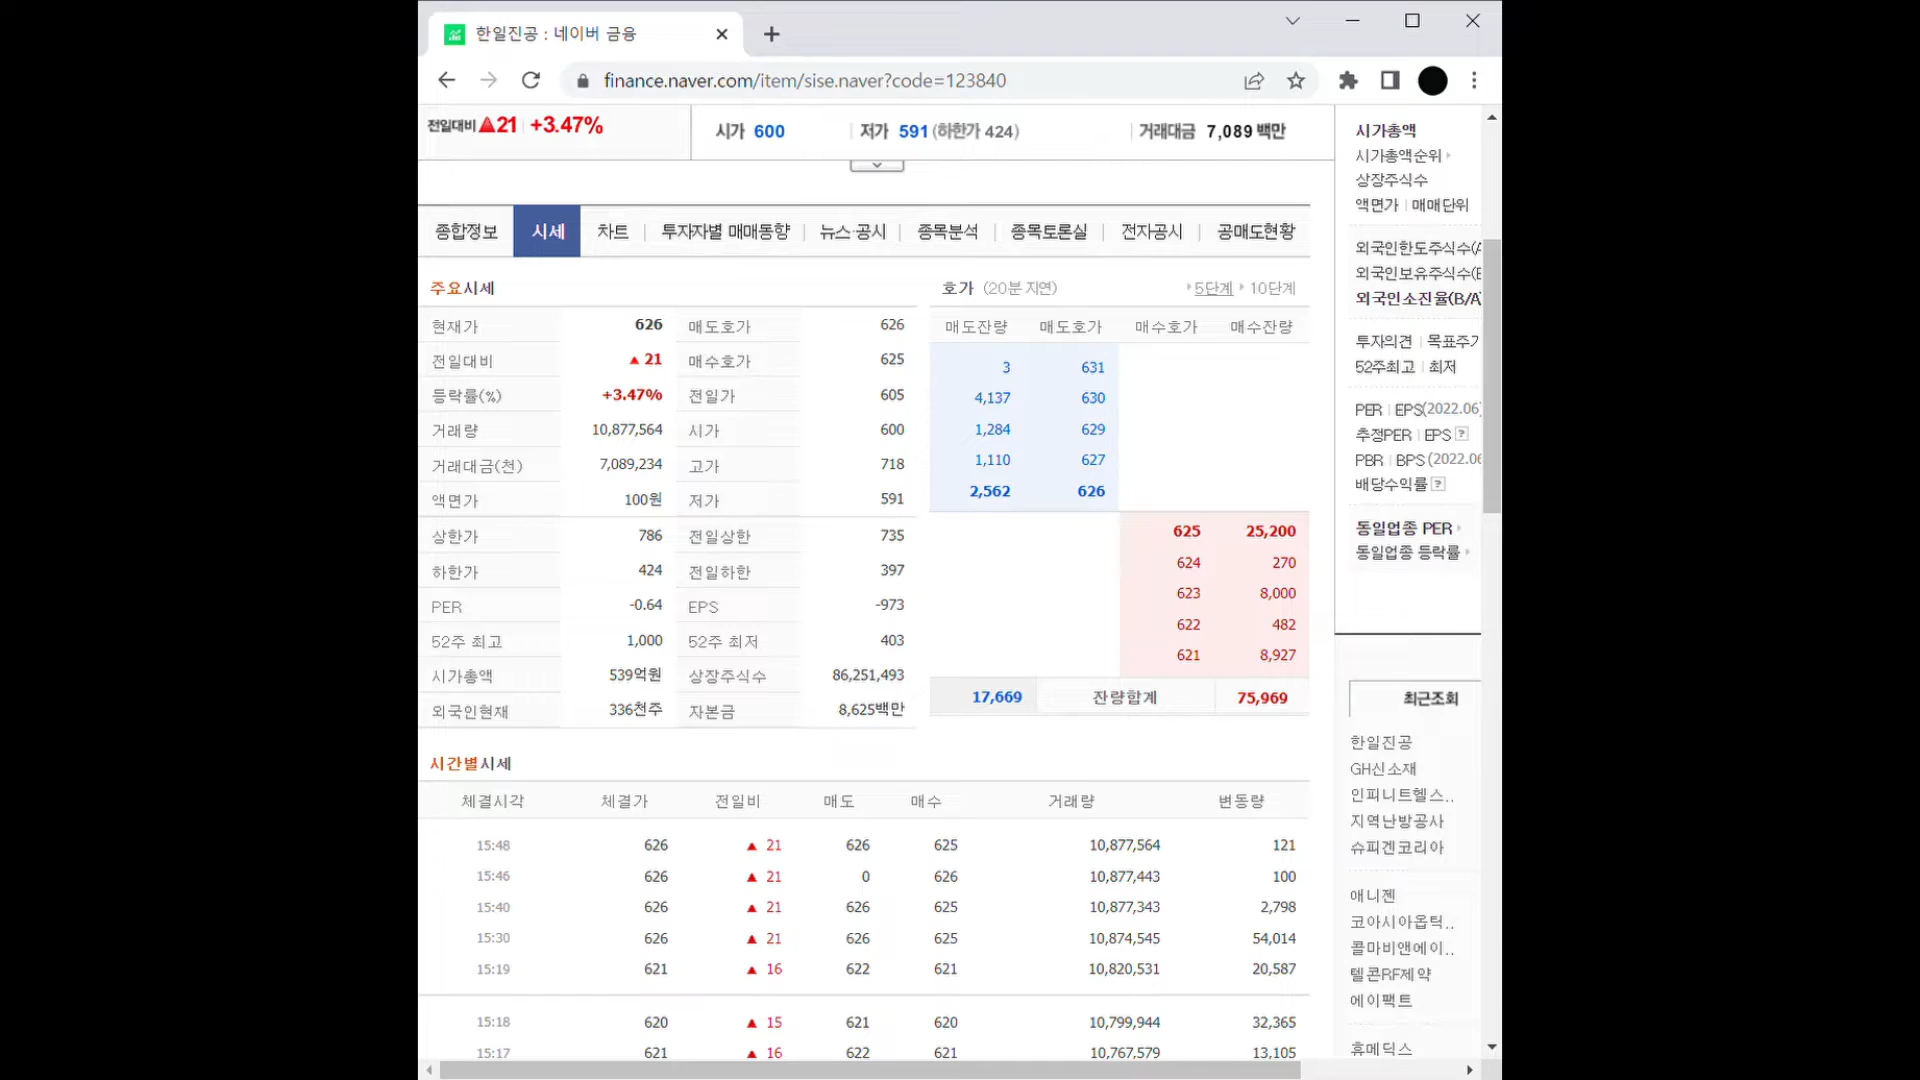 한일진공 : 네이버 금융
finance.naver.com/item/sise.naver?code=123840
전일대비 ▲21 +3.47%
시가 600 저가 591 (하한가 424) 거래대금 7,089 백만
종합정보 시세 차트 투자자별 매매동향 뉴스·공시 종목분석 종목토론실 전자공시 공매도현황
주요시세
현재가 626 매도호가 626
전일대비 ▲ 21 매수호가 625
등락률(%) +3.47% 전일가 605
거래량 10,877,564 시가 600
거래대금(천) 7,089,234 고가 718
액면가 100원 저가 591
상한가 786 전일상한 735
하한가 424 전일하한 397
PER -0.64 EPS -973
52주 최고 1,000 52주 최저 403
시가총액 539억원 상장주식수 86,251,493
외국인현재 336천주 자본금 8,625백만
호가 (20분 지연) 5단계 10단계
매도잔량 매도호가 매수호가 매수잔량
3 631
4,137 630
1,284 629
1,110 627
2,562 626
625 25,200
624 270
623 8,000
622 482
621 8,927
17,669 잔량합계 75,969
시간별시세
체결시각 체결가 전일비 매도 매수 거래량 변동량
15:48 626 ▲ 21 626 625 10,877,564 121
15:46 626 ▲ 21 0 626 10,877,443 100
15:40 626 ▲ 21 626 625 10,877,343 2,798
15:30 626 ▲ 21 626 625 10,874,545 54,014
15:19 621 ▲ 16 622 621 10,820,531 20,587
15:18 620 ▲ 15 621 620 10,799,944 32,365
15:17 621 ▲ 16 622 621 10,767,579 13,105
시가총액
시가총액순위
상장주식수
액면가 | 매매단위
외국인한도주식수(A
외국인보유주식수(B
외국인소진율(B/A)
투자의견 | 목표주가
52주최고 | 최저
PER | EPS(2022.06)
추정PER | EPS ?
PBR | BPS (2022.06
배당수익률 ?
동일업종 PER
동일업종 등락률
최근조회
한일진공
GH신소재
인피니트헬스..
지역난방공사
슈피겐코리아
애니젠
코아시아옵틱..
콜마비앤에이..
텔콘RF제약
에이팩트
휴메딕스